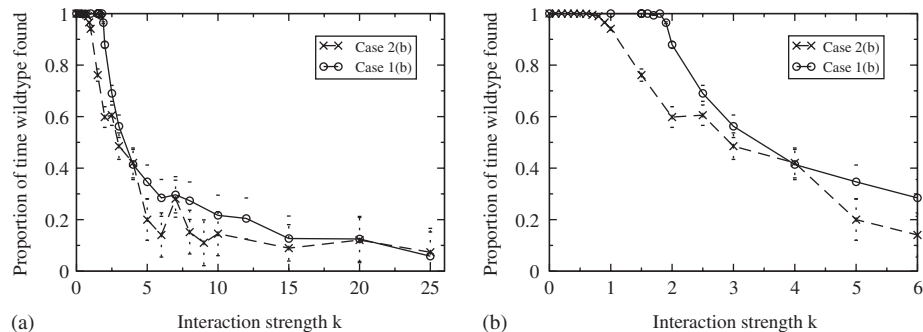 Proportion of time wildtype found
1
0.8
0.6
0.4
0.2
0
0 5 10 15 20 25
Interaction strength k
Case 2(b)
Case 1(b)
(a)
Proportion of time wildtype found
1
0.8
0.6
0.4
0.2
0
0 1 2 3 4 5 6
Interaction strength k
Case 2(b)
Case 1(b)
(b)